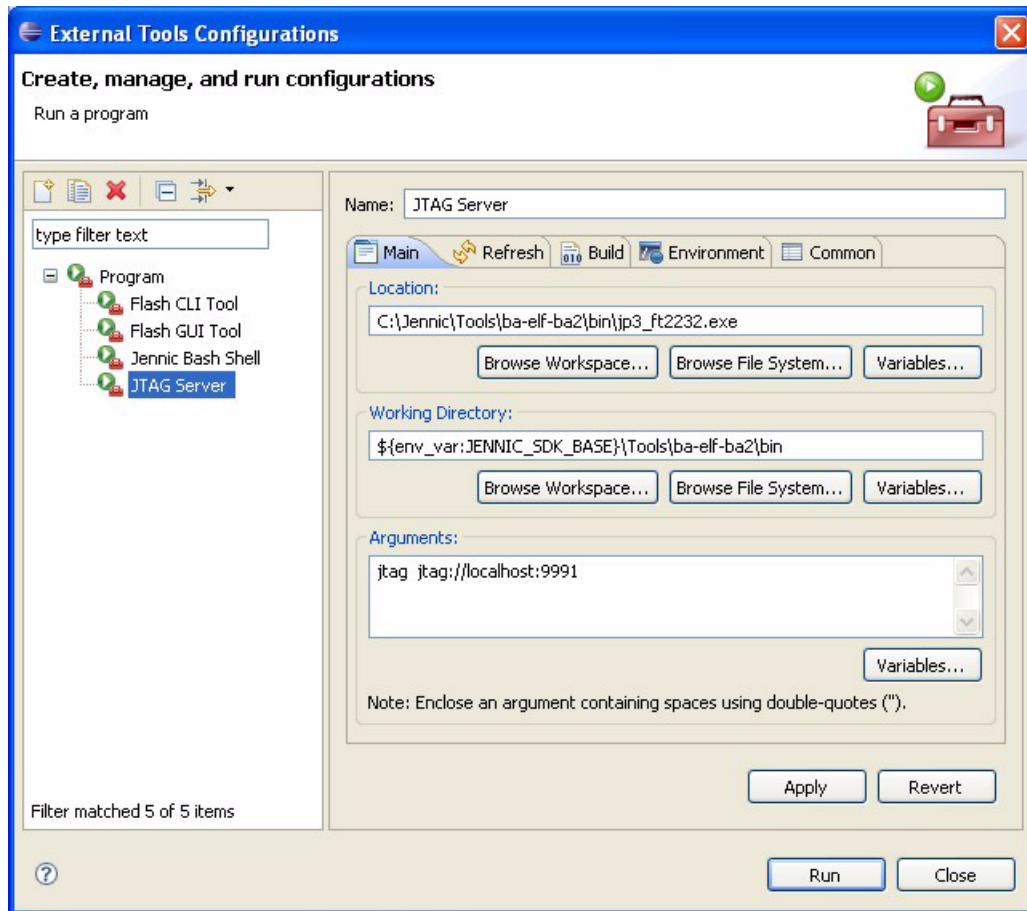 External Tools Configurations
Create, manage, and run configurations
Run a program
type filter text
Program
Flash CLI Tool
Flash GUI Tool
Jennic Bash Shell
JTAG Server
Filter matched 5 of 5 items
Name: JTAG Server
Main Refresh 010 Build Environment Common
Location:
C:\Jennic\Tools\ba-elf-ba2\bin\jp3_ft2232.exe
Browse Workspace... Browse File System... Variables...
Working Directory:
${env_var:JENNIC_SDK_BASE}\Tools\ba-elf-ba2\bin
Browse Workspace... Browse File System... Variables...
Arguments:
jtag jtag://localhost:9991
Variables...
Note: Enclose an argument containing spaces using double-quotes (").
Apply Revert
? Run Close